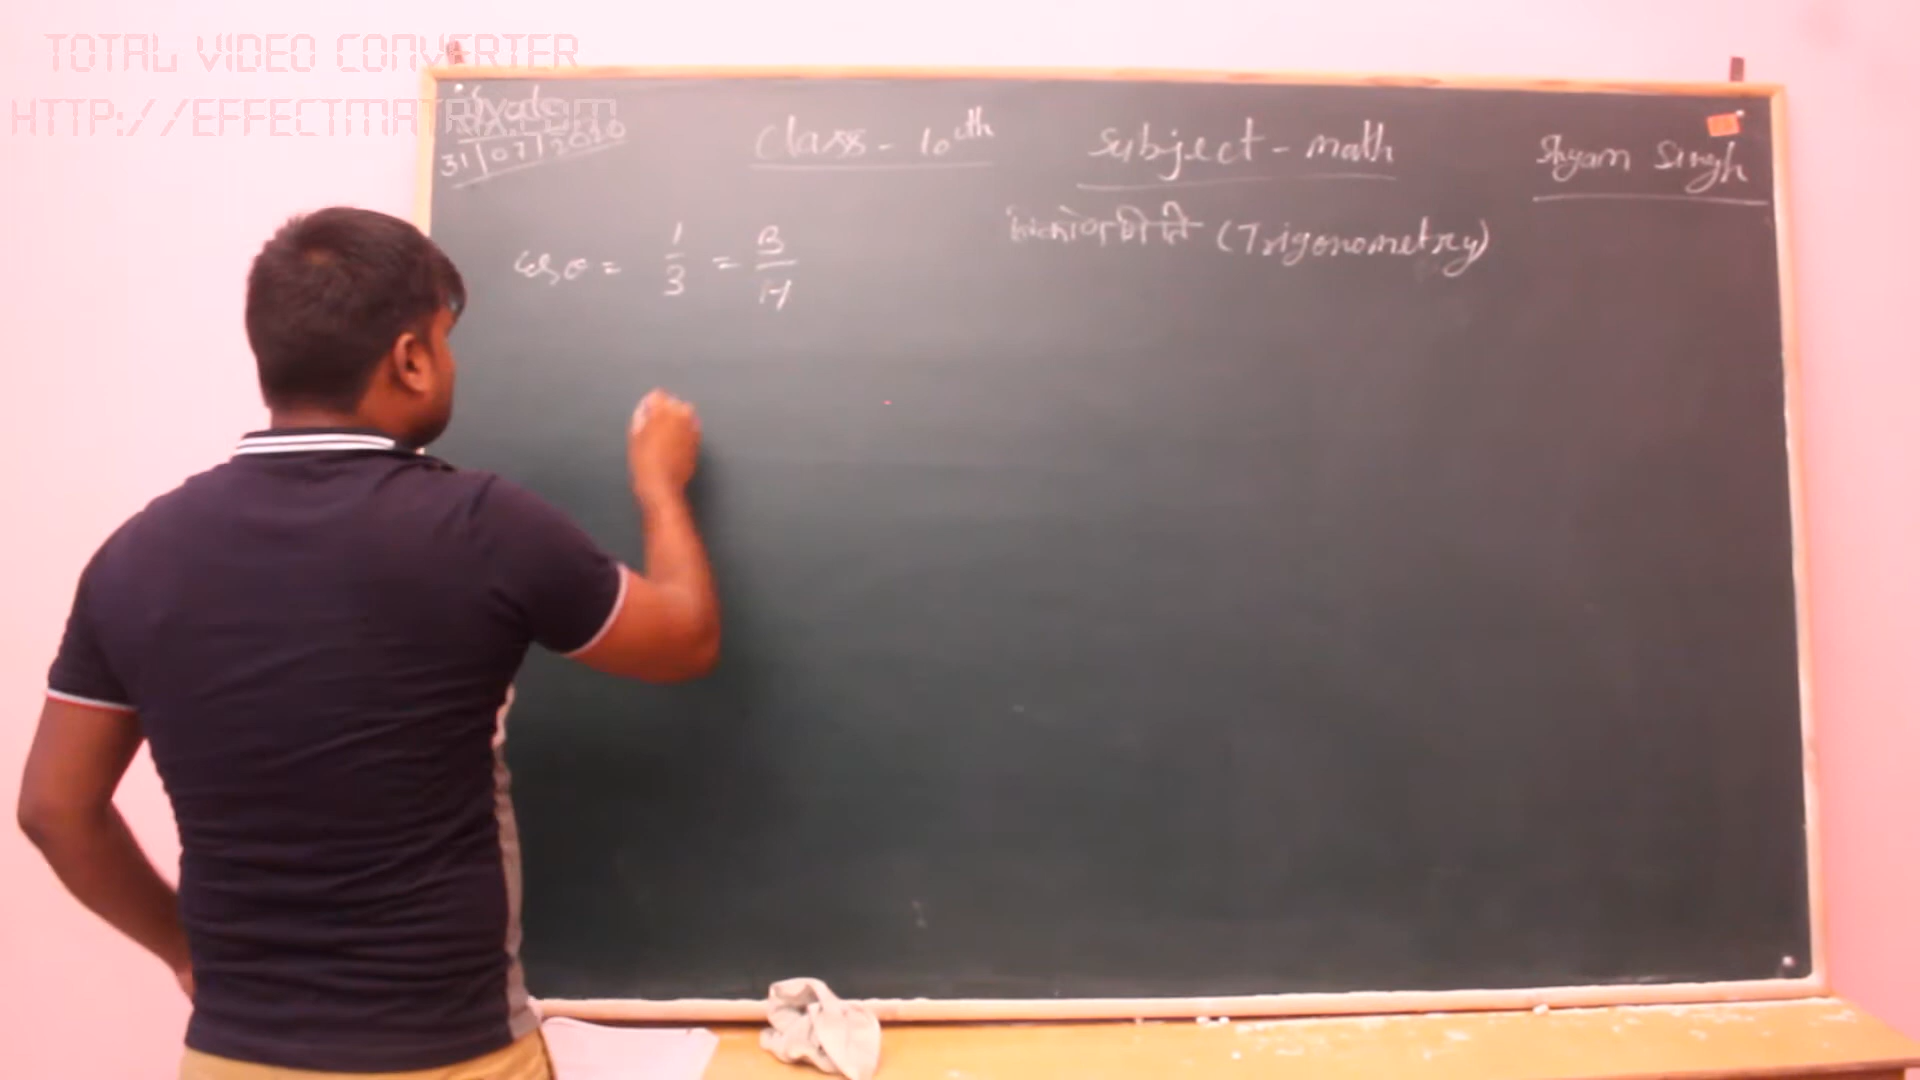 TOTAL VIDEO CONVERTER
HTTP://EFFECTMATRIX.COM
31/07/2020
Class - 10th
Subject - math
Shyam Singh
त्रिकोणमिति (Trigonometry)
cos θ = 1/3 = B/H